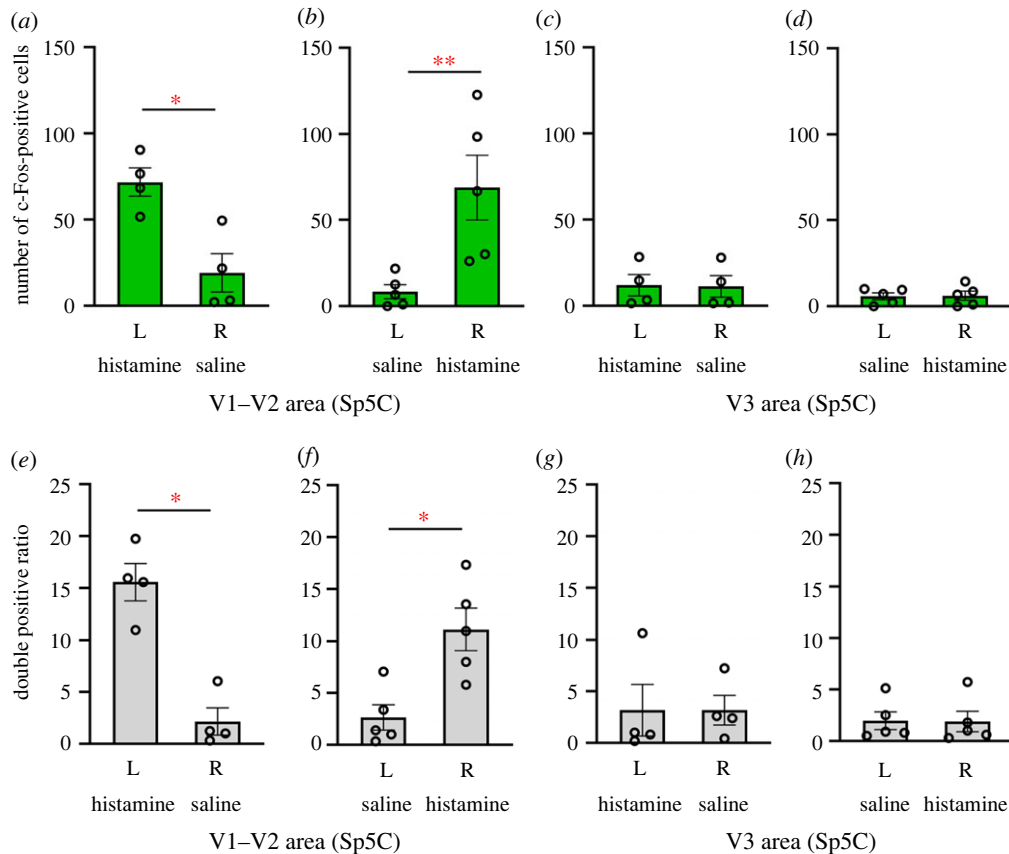 (a) (b) (c) (d)
number of c-Fos-positive cells
150 150 150 150
** 
*
100 100 100 100
50 50 50 50
0 0 0 0
L R L R L R L R
histamine saline saline histamine histamine saline saline histamine
V1–V2 area (Sp5C) V3 area (Sp5C)
(e) (f) (g) (h)
double positive ratio
25 25 25 25
* *
20 20 20 20
15 15 15 15
10 10 10 10
5 5 5 5
0 0 0 0
L R L R L R L R
histamine saline saline histamine histamine saline saline histamine
V1–V2 area (Sp5C) V3 area (Sp5C)